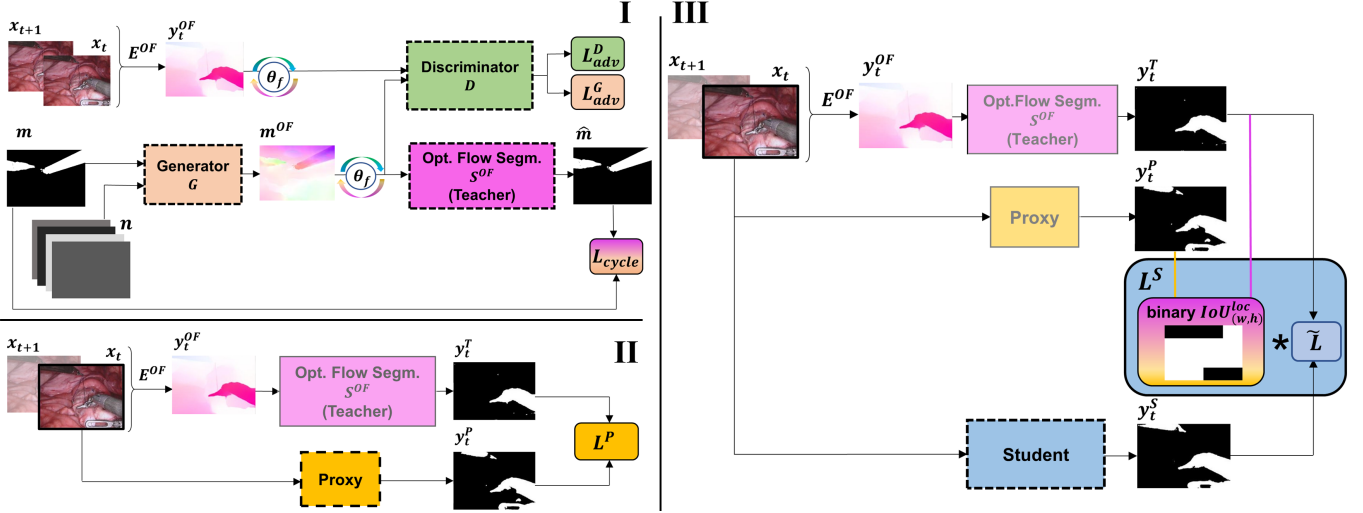 I
x_{t+1}
x_t
E^{OF}
y_t^{OF}
θ_f
Discriminator
D
L_{adv}^D
L_{adv}^G
m
Generator
G
m^{OF}
θ_f
Opt. Flow Segm.
S^{OF}
(Teacher)
m̂
n
L_{cycle}
II
x_{t+1}
x_t
E^{OF}
y_t^{OF}
Opt. Flow Segm.
S^{OF}
(Teacher)
y_t^T
Proxy
y_t^P
L^P
III
x_{t+1}
x_t
E^{OF}
y_t^{OF}
Opt.Flow Segm.
S^{OF}
(Teacher)
y_t^T
Proxy
y_t^P
L^S
binary IoU_{(w,h)}^{loc}
*
L̃
Student
y_t^S